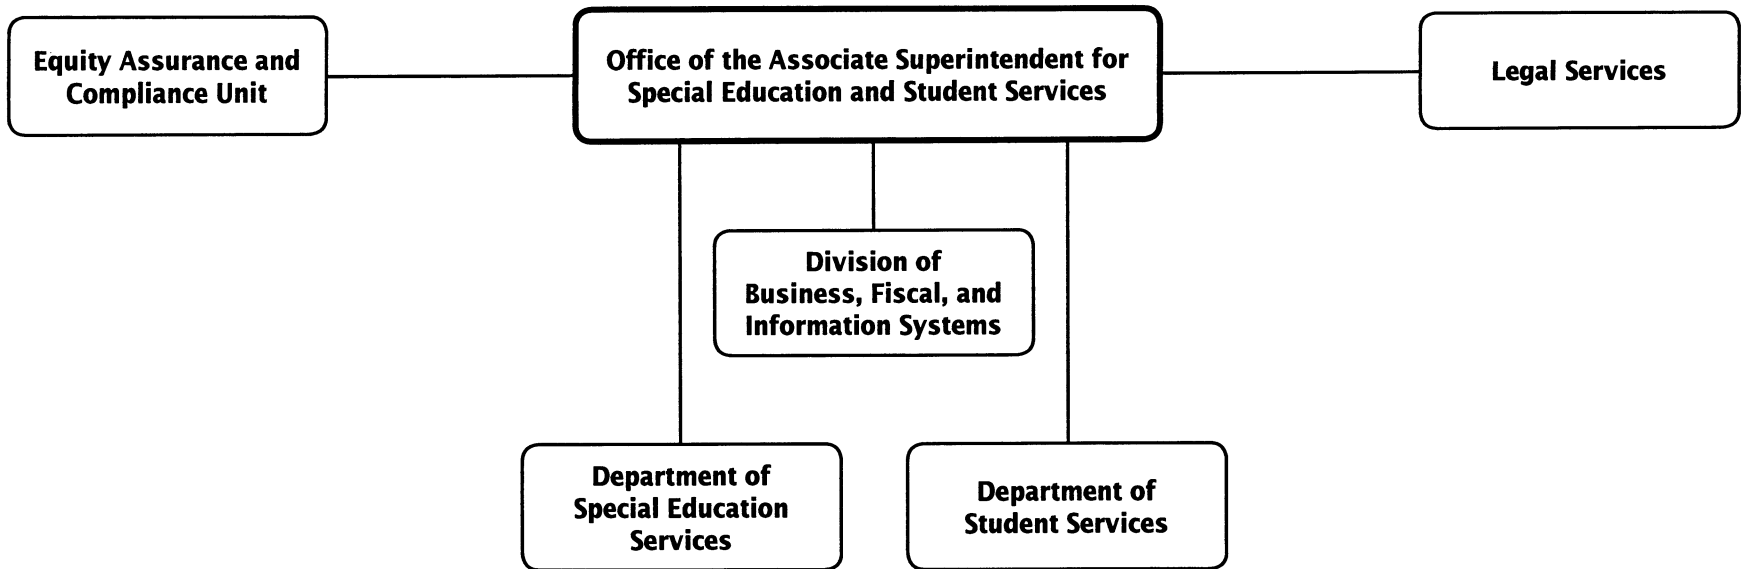 Equity Assurance and
Compliance Unit
Office of the Associate Superintendent for
Special Education and Student Services
Legal Services
Division of
Business, Fiscal, and
Information Systems
Department of
Special Education
Services
Department of
Student Services